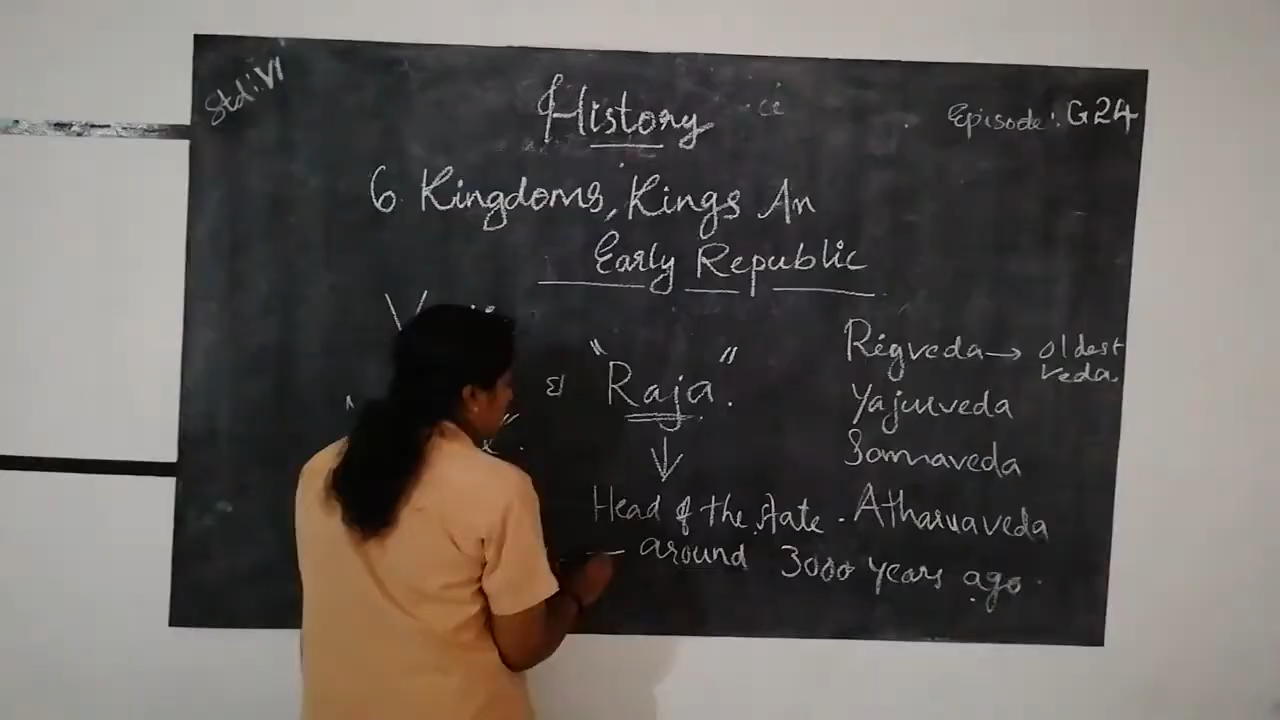 Std: VI
History
Episode: G24
6 Kingdoms, Kings An
Early Republic
"Raja".
Head of the state.
around 3000 years ago.
Rigveda → oldest
veda
Yajurveda
Samaveda
Atharvaveda